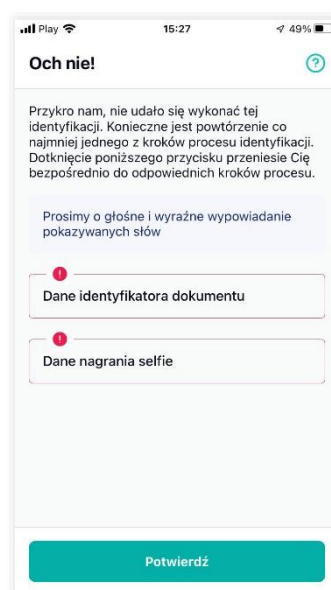 Play
15:27
49%
Och nie!
?
Przykro nam, nie udało się wykonać tej
identyfikacji. Konieczne jest powtórzenie co
najmniej jednego z kroków procesu identyfikacji.
Dotknięcie poniższego przycisku przeniesie Cię
bezpośrednio do odpowiednich kroków procesu.
Prosimy o głośne i wyraźne wypowiadanie
pokazywanych słów
!
Dane identyfikatora dokumentu
!
Dane nagrania selfie
Potwierdź